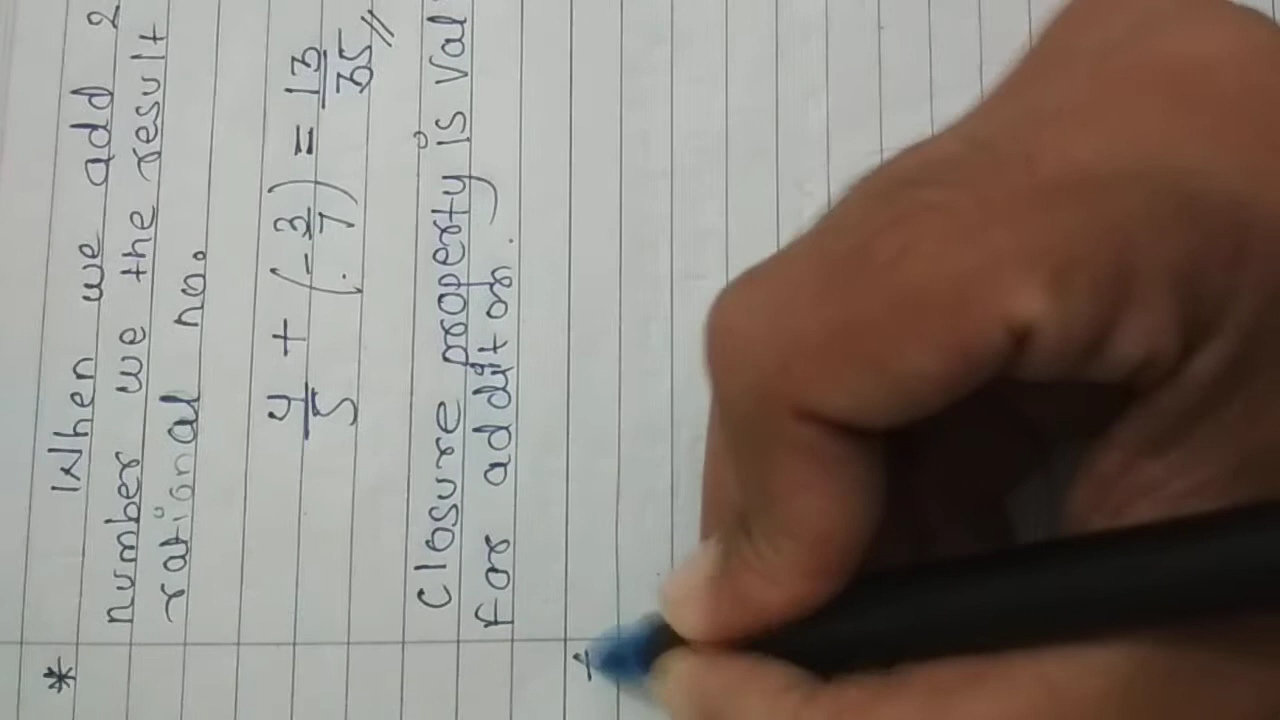 * When we add 2
number we the result
rational no.
4/5 + (-3/7) = 13/35 //
Closure property is val
for addition.